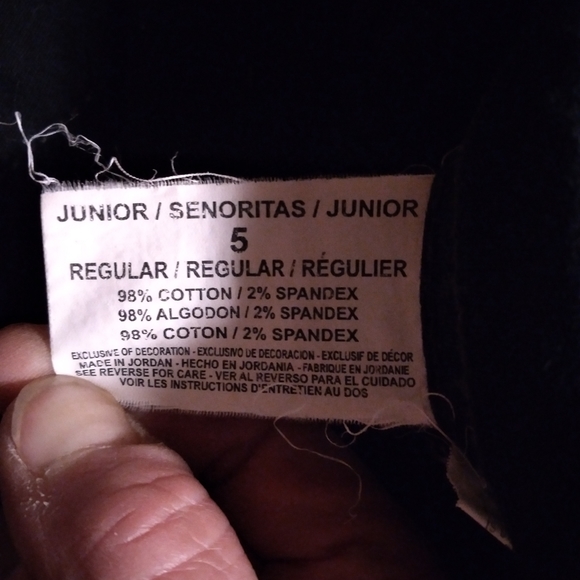 JUNIOR / SENORITAS / JUNIOR
5
REGULAR / REGULAR / RÉGULIER
98% COTTON / 2% SPANDEX
98% ALGODON / 2% SPANDEX
98% COTON / 2% SPANDEX
EXCLUSIVE OF DECORATION - EXCLUSIVO DE DECORACION - EXCLUSIF DE DÉCOR
MADE IN JORDAN - HECHO EN JORDANIA - FABRIQUE EN JORDANIE
SEE REVERSE FOR CARE - VER AL REVERSO PARA EL CUIDADO
VOIR LES INSTRUCTIONS D'ENTRETIEN AU DOS